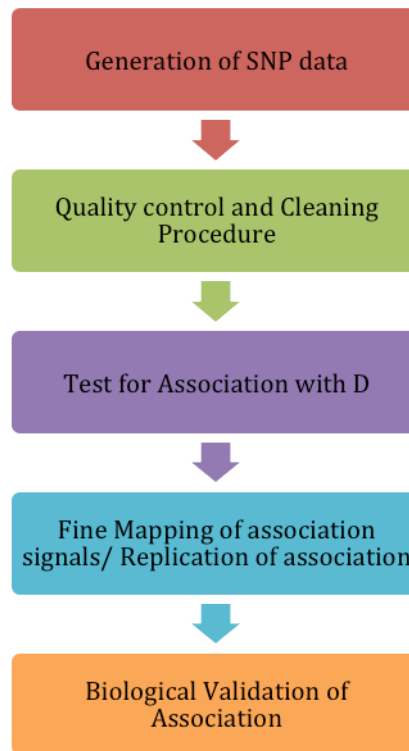 Generation of SNP data
Quality control and Cleaning
Procedure
Test for Association with D
Fine Mapping of association
signals/ Replication of association
Biological Validation of
Association